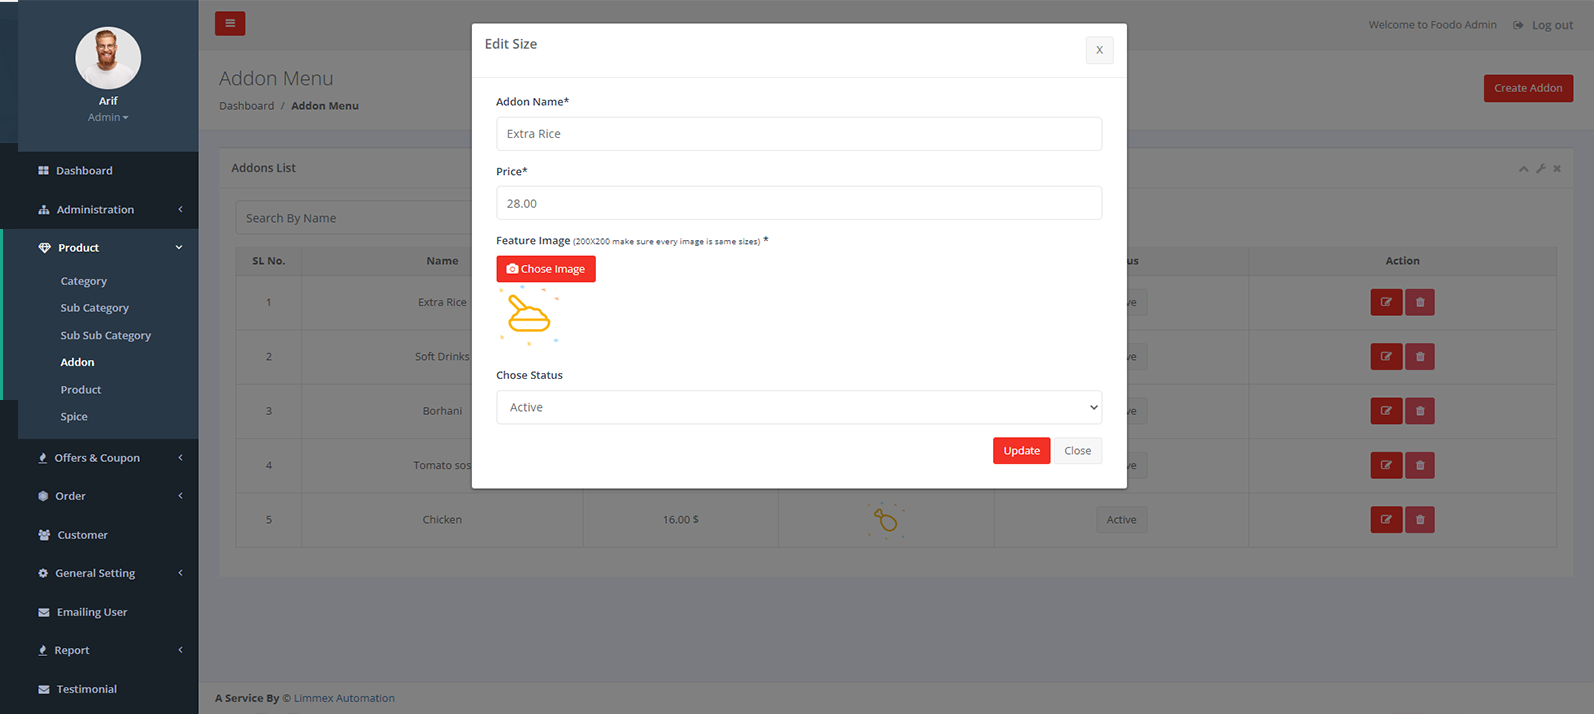 Arif
Admin
Dashboard
Administration
Product
Category
Sub Category
Sub Sub Category
Addon
Product
Spice
Offers & Coupon
Order
Customer
General Setting
Emailing User
Report
Testimonial
Welcome to Foodo Admin
Log out
Addon Menu
Dashboard / Addon Menu
Create Addon
Addons List
Search By Name
SL No. Name us Action
1 Extra Rice ve
2 Soft Drinks ve
3 Borhani ve
4 Tomato sos ve
5 Chicken 16.00 $ Active
Edit Size
X
Addon Name*
Extra Rice
Price*
28.00
Feature Image (200X200 make sure every image is same sizes) *
Chose Image
Chose Status
Active
Update Close
A Service By © Limmex Automation